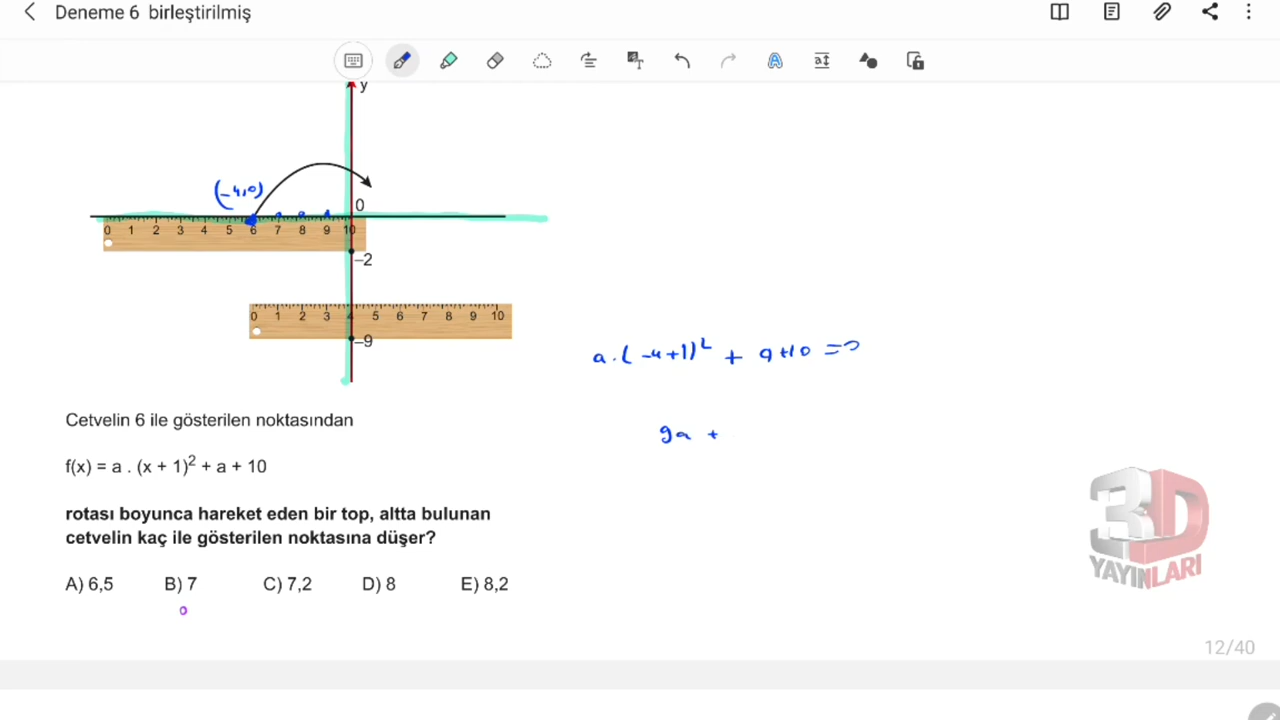 Deneme 6 birleştirilmiş
y
(-4,0)
0
0 1 2 3 4 5 6 7 8 9 10
-2
0 1 2 3 4 5 6 7 8 9 10
-9
a.(-4+1)² + a+10 =0
9a +
Cetvelin 6 ile gösterilen noktasından
f(x) = a . (x + 1)² + a + 10
rotası boyunca hareket eden bir top, altta bulunan
cetvelin kaç ile gösterilen noktasına düşer?
A) 6,5 B) 7 C) 7,2 D) 8 E) 8,2
3D
YAYINLARI
12/40